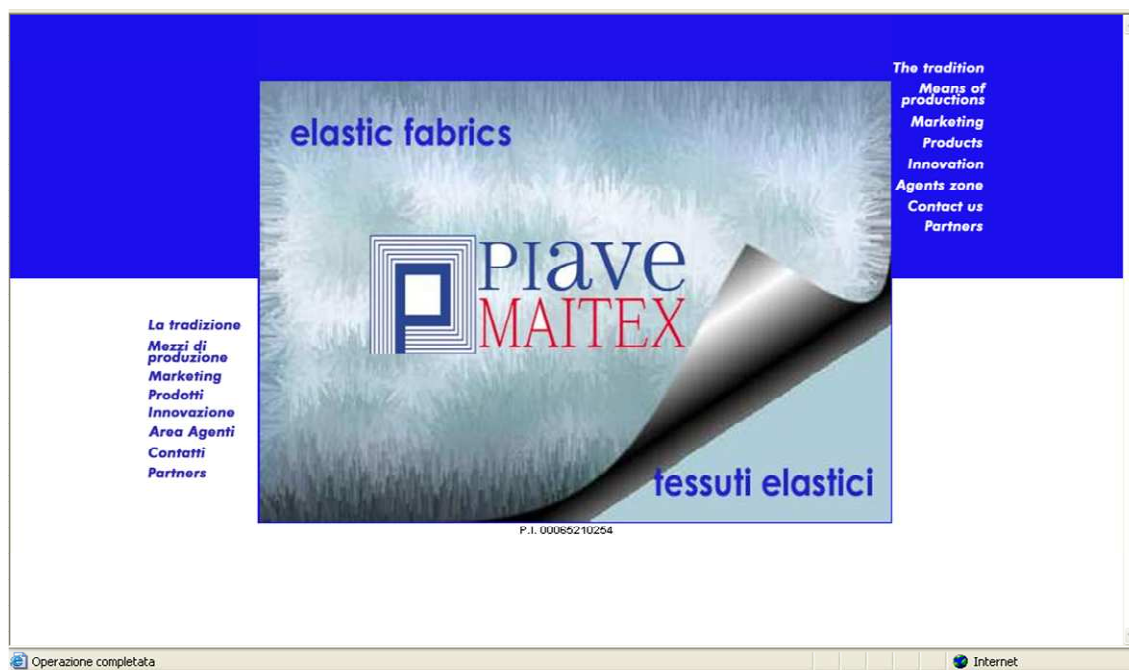 The tradition
Means of
productions
Marketing
Products
Innovation
Agents zone
Contact us
Partners
elastic fabrics
PIave
MAITEX
La tradizione
Mezzi di
produzione
Marketing
Prodotti
Innovazione
Area Agenti
Contatti
Partners
tessuti elastici
P.I. 00065210254
Operazione completata
Internet